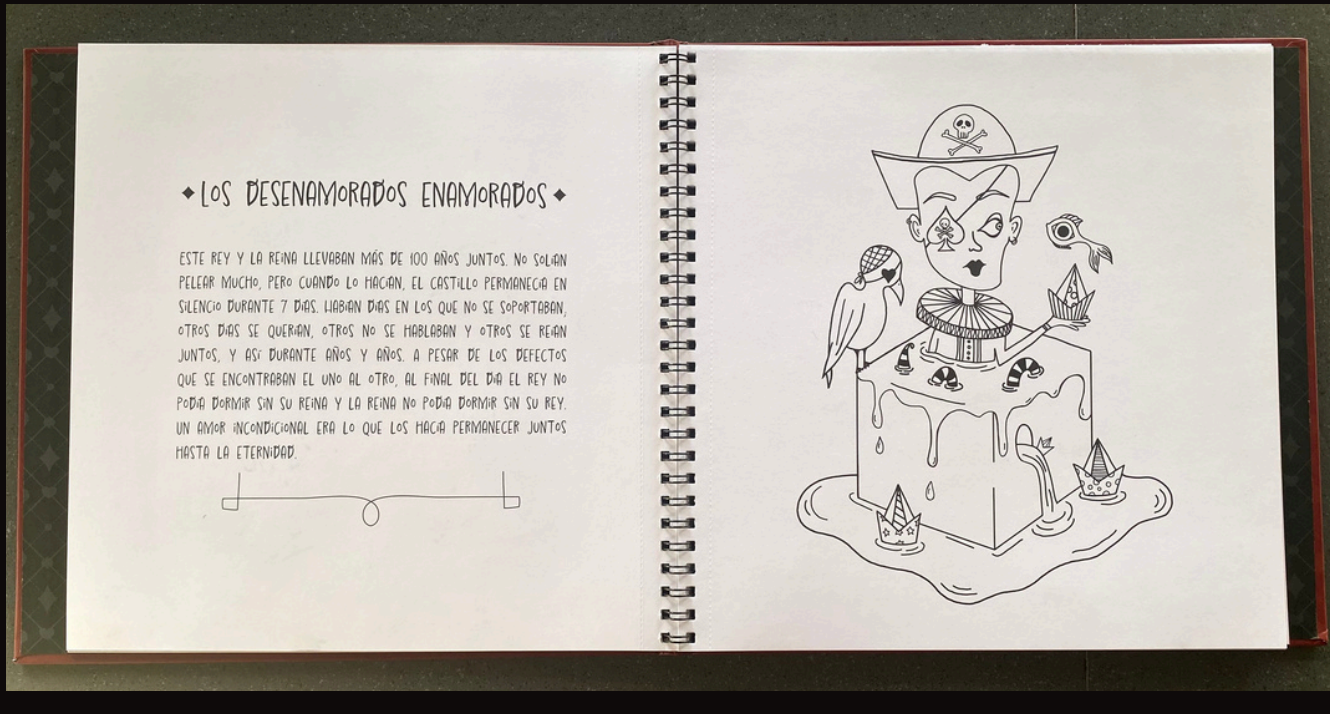 LOS DESENAMORADOS ENAMORADOS
ESTE REY Y LA REINA LLEVABAN MÁS DE 100 AÑOS JUNTOS. NO SOLÍAN
PELEAR MUCHO, PERO CUANDO LO HACÍAN, EL CASTILLO PERMANECÍA EN
SILENCIO DURANTE 7 DÍAS. HABÍAN DÍAS EN LOS QUE NO SE SOPORTABAN,
OTROS DÍAS SE QUERÍAN, OTROS NO SE HABLABAN Y OTROS SE REÍAN
JUNTOS, Y ASÍ DURANTE AÑOS Y AÑOS. A PESAR DE LOS DEFECTOS
QUE SE ENCONTRABAN EL UNO AL OTRO, AL FINAL DEL DÍA EL REY NO
PODÍA DORMIR SIN SU REINA Y LA REINA NO PODÍA DORMIR SIN SU REY.
UN AMOR INCONDICIONAL ERA LO QUE LOS HACÍA PERMANECER JUNTOS
HASTA LA ETERNIDAD.